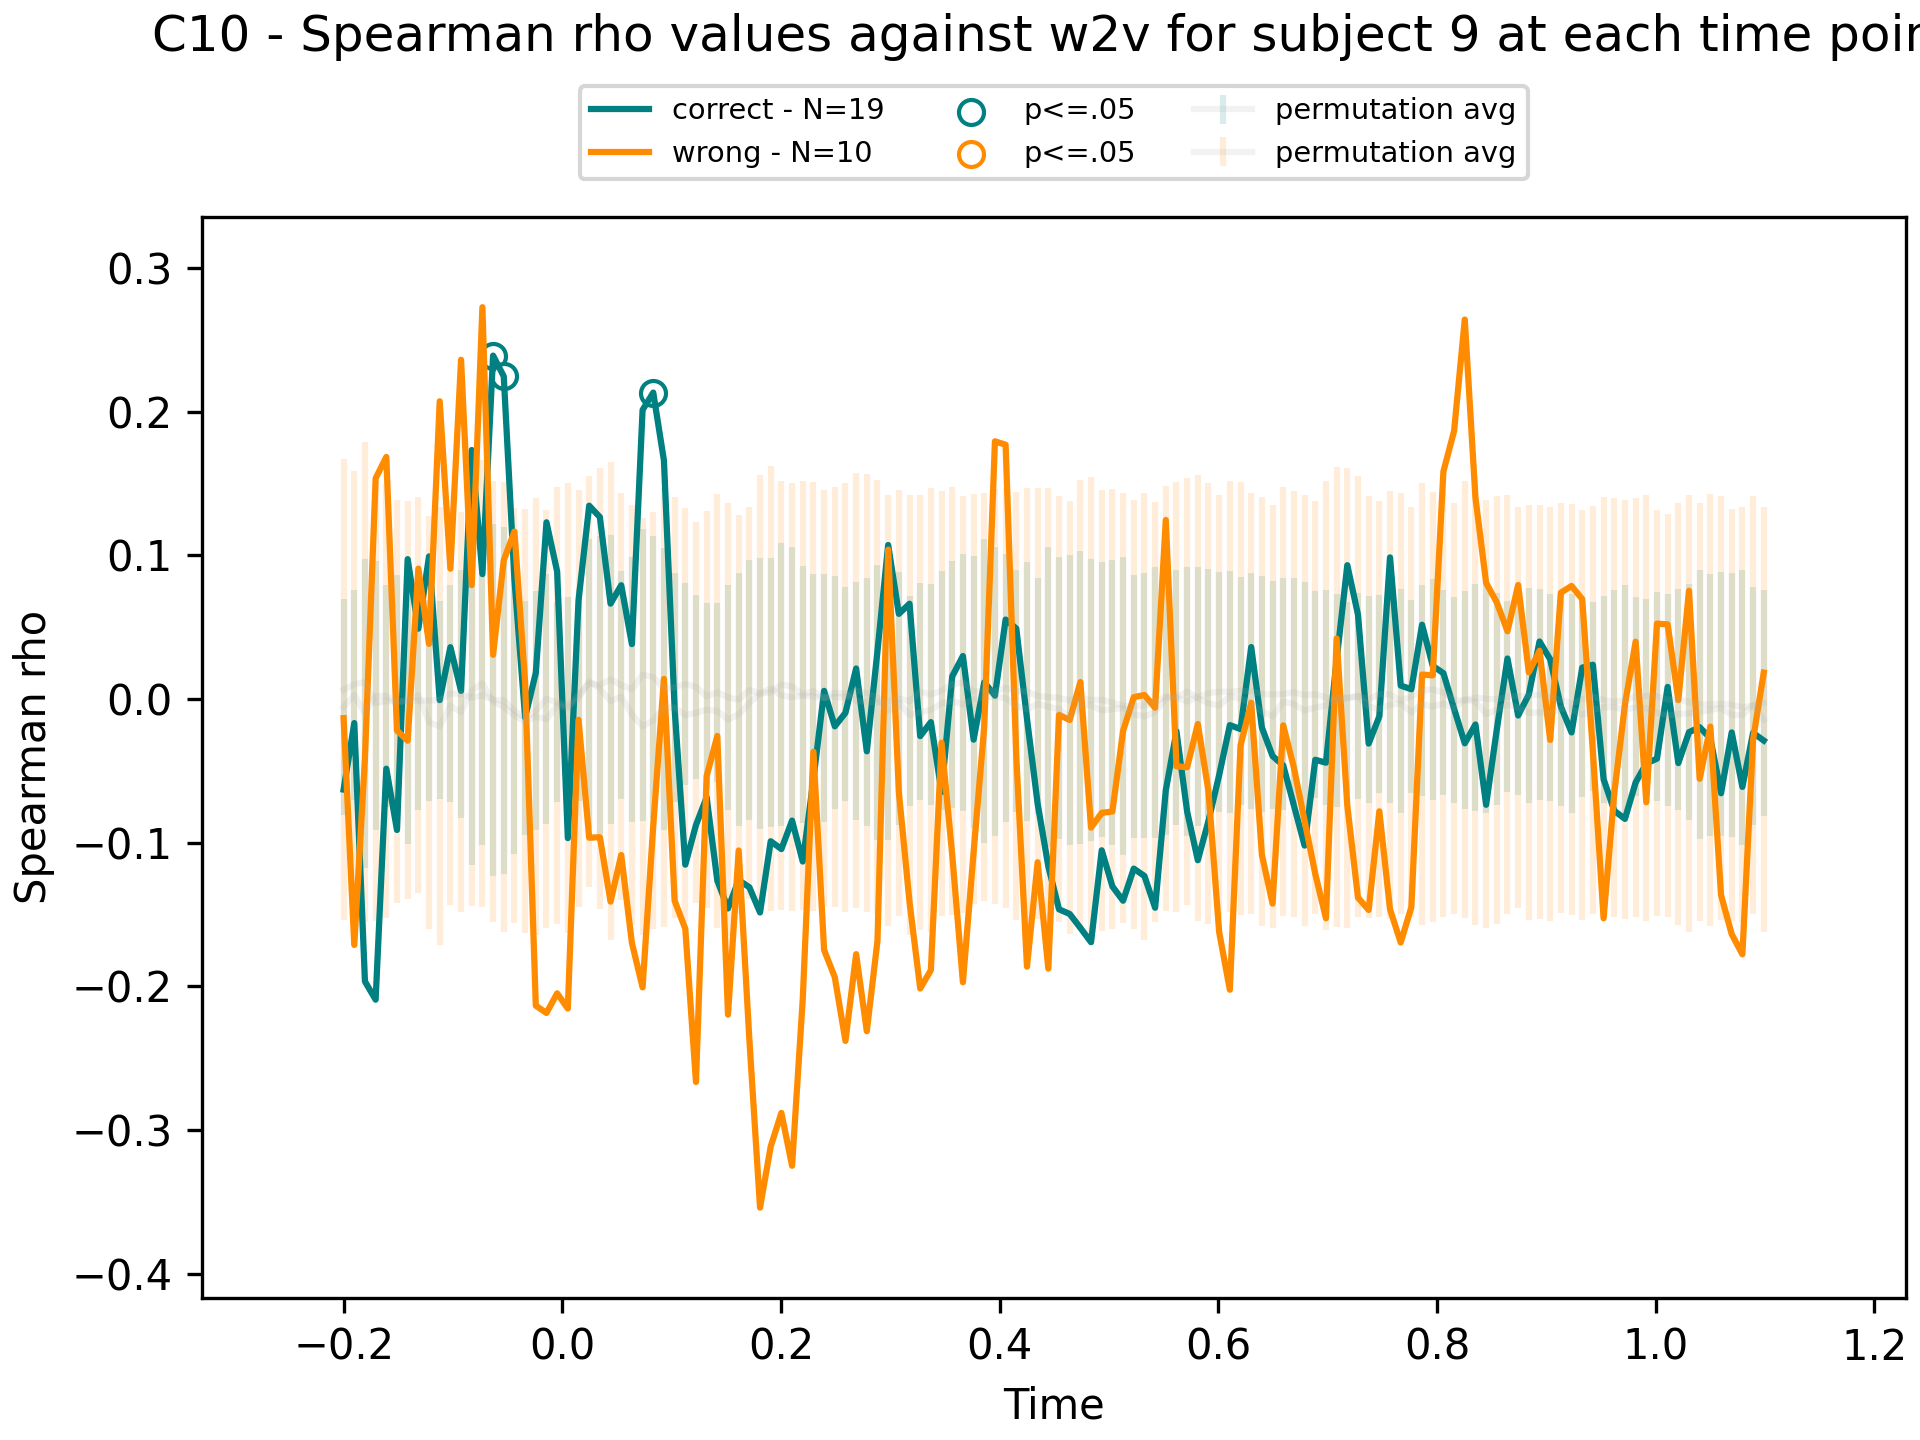 C10 - Spearman rho values against w2v for subject 9 at each time poin
correct - N=19
wrong - N=10
p<=.05
p<=.05
permutation avg
permutation avg
Spearman rho
0.3
0.2
0.1
0.0
−0.1
−0.2
−0.3
−0.4
−0.2 0.0 0.2 0.4 0.6 0.8 1.0 1.2
Time